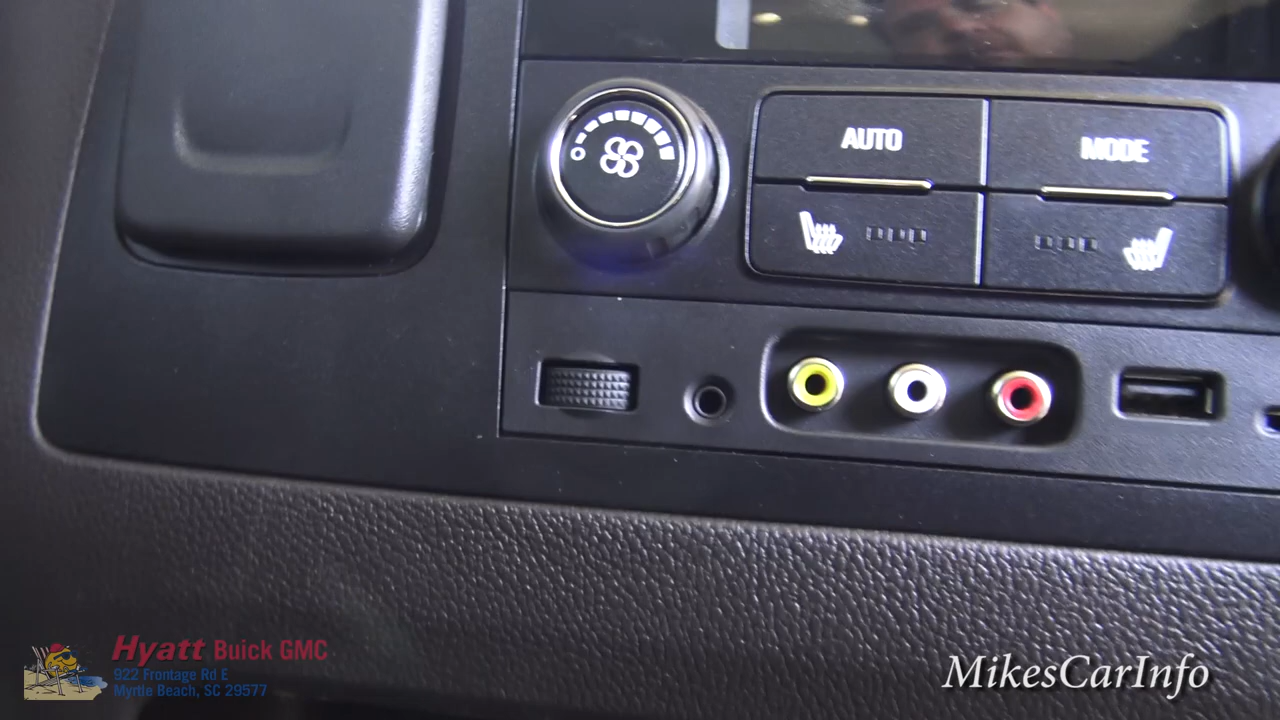 AUTO
MODE
Hyatt Buick GMC
922 Frontage Rd E
Myrtle Beach, SC 29577
MikesCarInfo